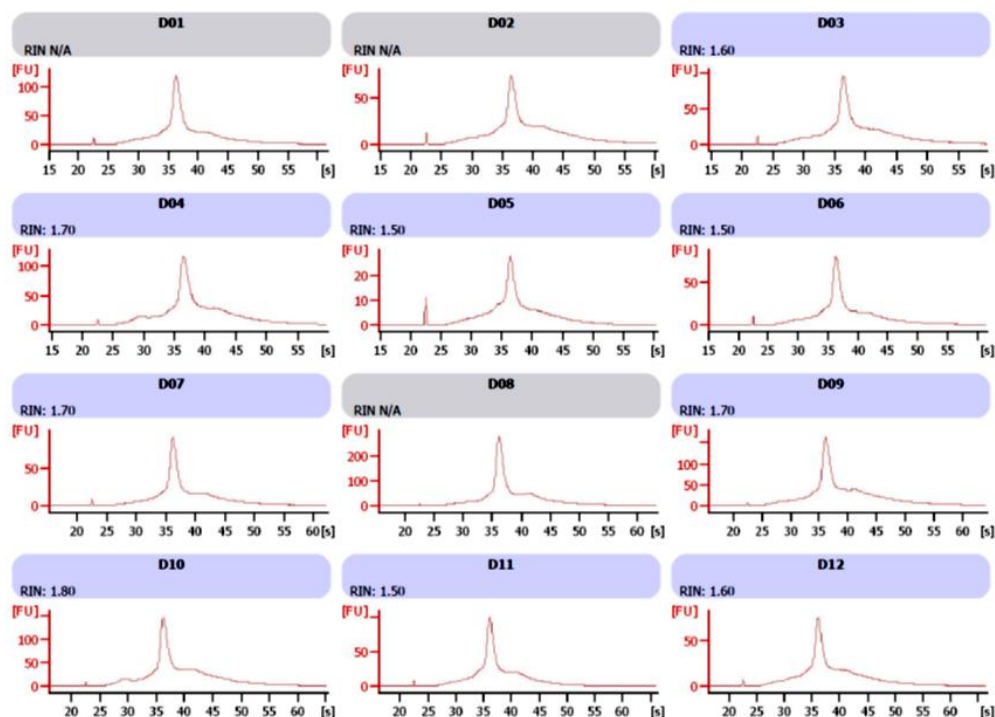 D01 D02 D03
RIN N/A RIN N/A RIN: 1.60
[FU] [FU] [FU]
100
50 50 50
0 0 0
15 20 25 30 35 40 45 50 55 [s] 15 20 25 30 35 40 45 50 55 [s] 15 20 25 30 35 40 45 50 55 [s]
D04 D05 D06
RIN: 1.70 RIN: 1.50 RIN: 1.50
[FU] [FU] [FU]
100 20 50
50 10
0 0 0
15 20 25 30 35 40 45 50 55 [s] 15 20 25 30 35 40 45 50 55 [s] 15 20 25 30 35 40 45 50 55 [s]
D07 D08 D09
RIN: 1.70 RIN N/A RIN: 1.70
[FU] [FU] [FU]
50 200 100
100 50
0 0 0
20 25 30 35 40 45 50 55 60 [s] 20 25 30 35 40 45 50 55 60 [s] 20 25 30 35 40 45 50 55 60 [s]
D10 D11 D12
RIN: 1.80 RIN: 1.50 RIN: 1.60
[FU] [FU] [FU]
100 50 50
50
0 0 0
20 25 30 35 40 45 50 55 60 [s] 20 25 30 35 40 45 50 55 60 [s] 20 25 30 35 40 45 50 55 60 [s]